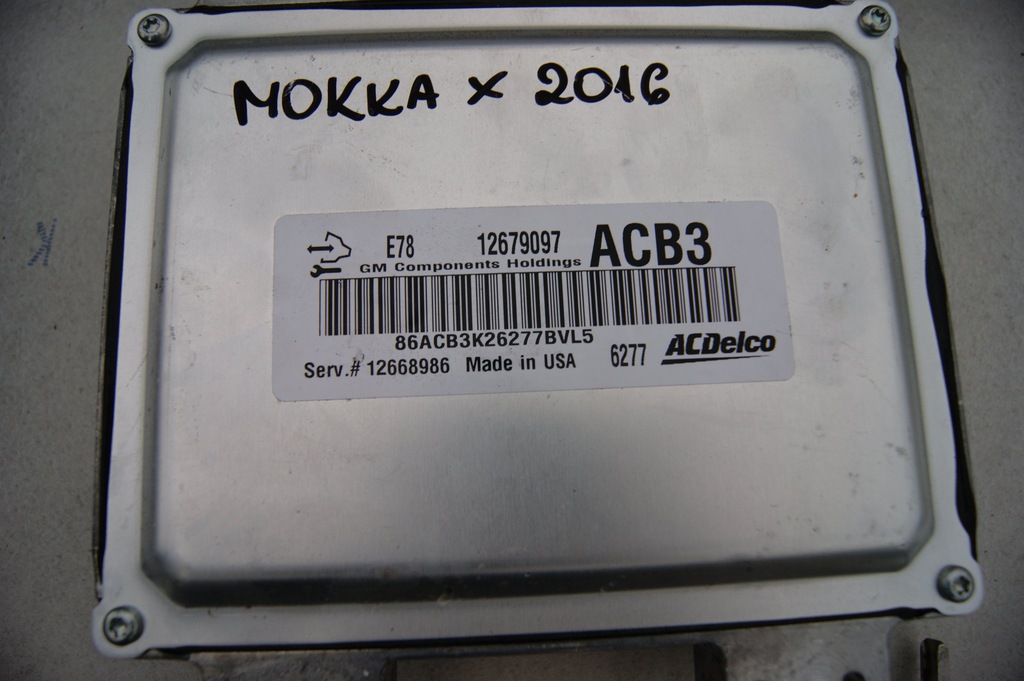 MOKKA X 2016
E78 12679097 ACB3
GM Components Holdings
86ACB3K26277BVL5
Serv.# 12668986 Made in USA 6277 ACDelco